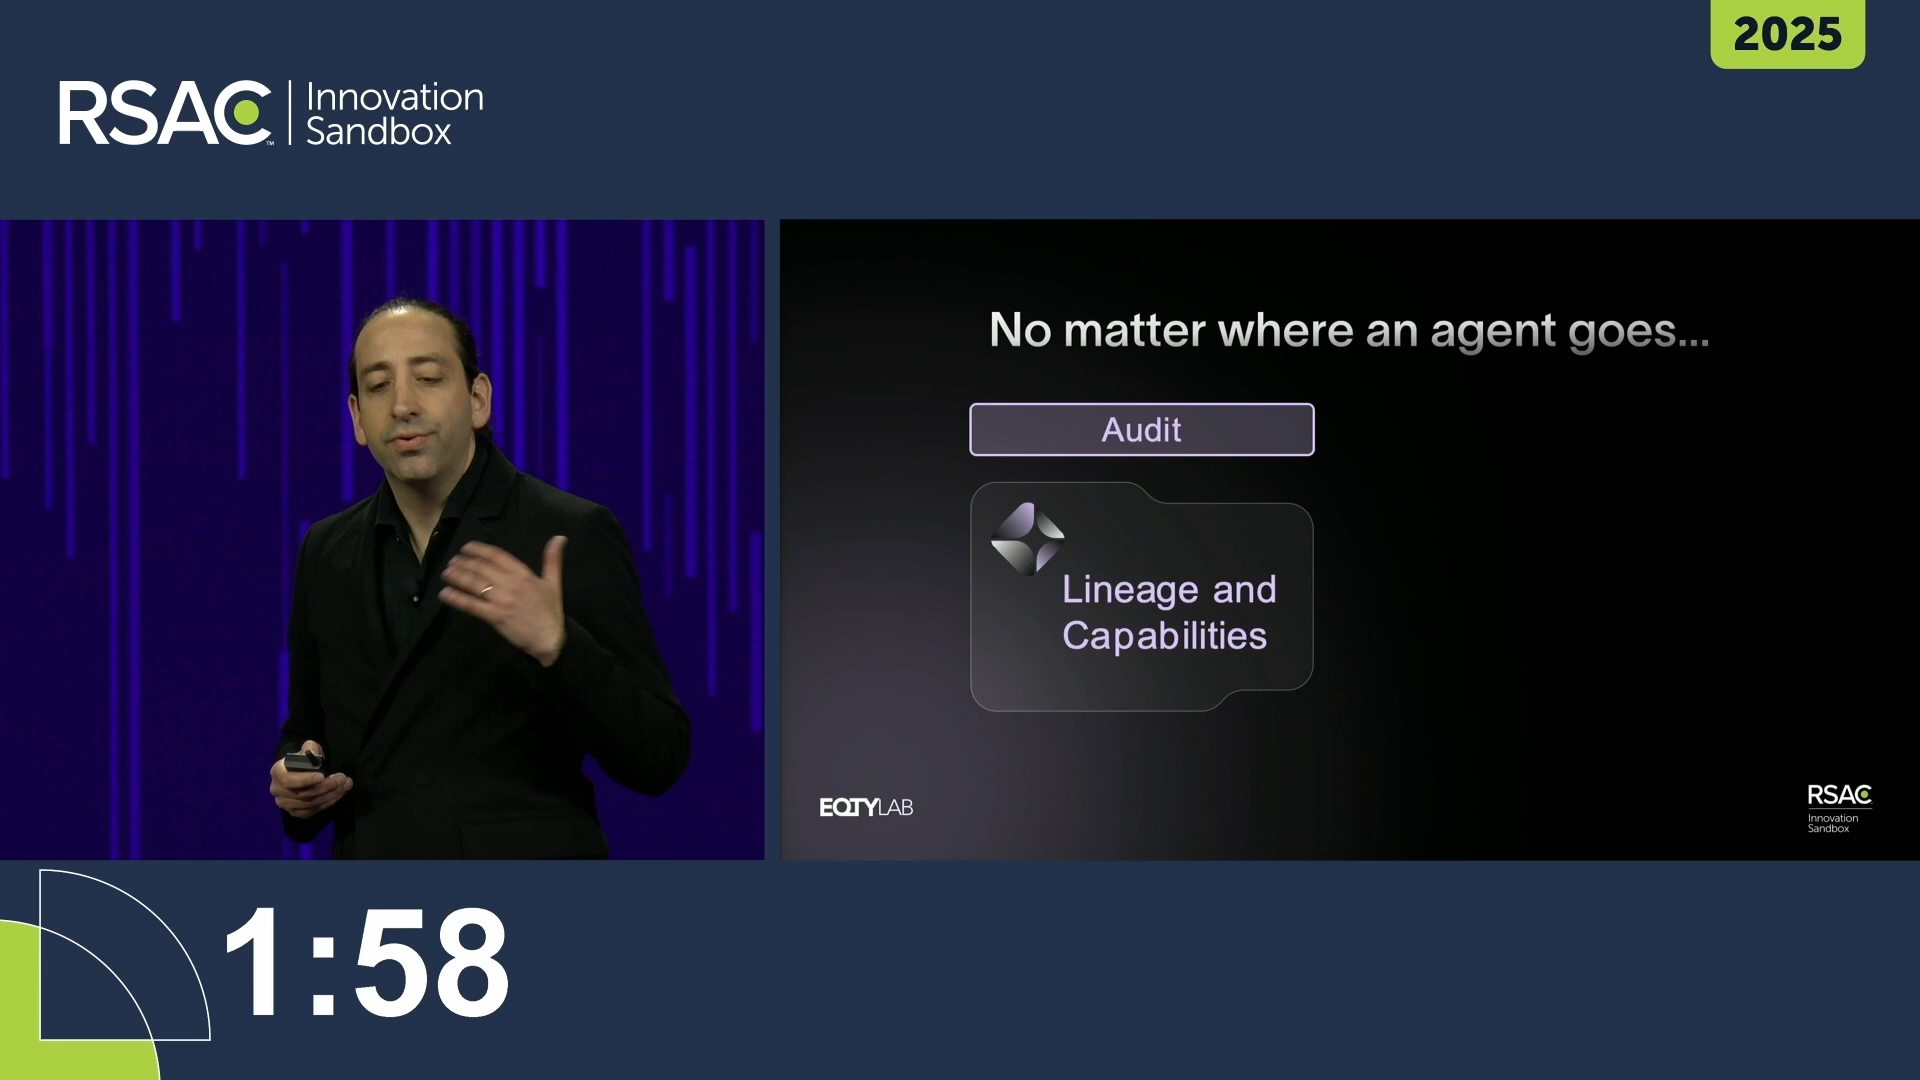 2025
RSAC™
Innovation
Sandbox
No matter where an agent goes...
Audit
Lineage and
Capabilities
EQTYLAB
RSAC
Innovation
Sandbox
1:58